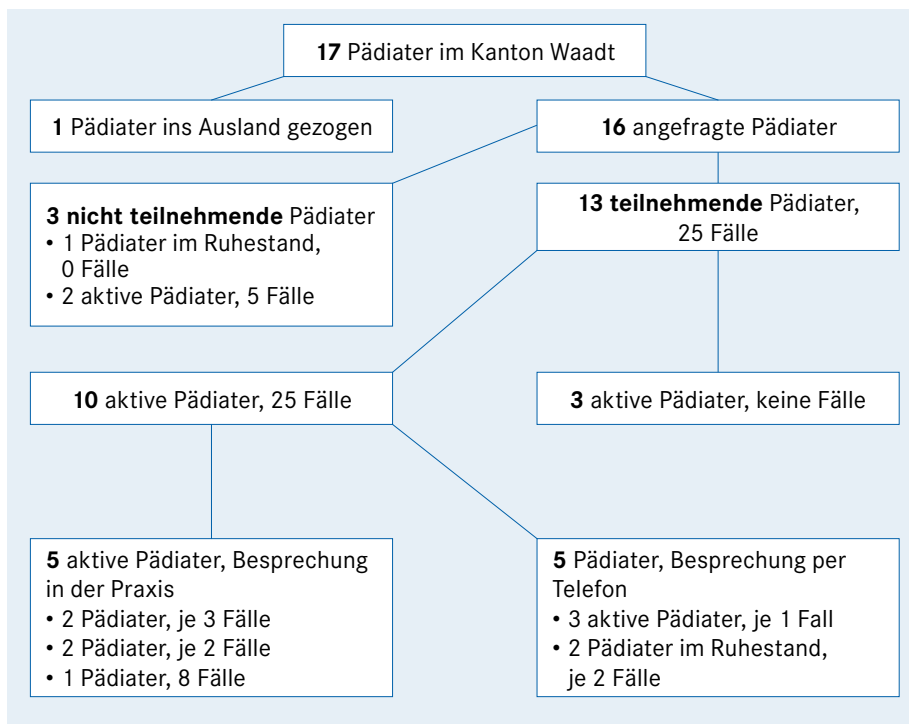 17 Pädiater im Kanton Waadt
1 Pädiater ins Ausland gezogen
16 angefragte Pädiater
3 nicht teilnehmende Pädiater
• 1 Pädiater im Ruhestand,
0 Fälle
• 2 aktive Pädiater, 5 Fälle
13 teilnehmende Pädiater,
25 Fälle
10 aktive Pädiater, 25 Fälle
3 aktive Pädiater, keine Fälle
5 aktive Pädiater, Besprechung
in der Praxis
• 2 Pädiater, je 3 Fälle
• 2 Pädiater, je 2 Fälle
• 1 Pädiater, 8 Fälle
5 Pädiater, Besprechung per
Telefon
• 3 aktive Pädiater, je 1 Fall
• 2 Pädiater im Ruhestand,
je 2 Fälle